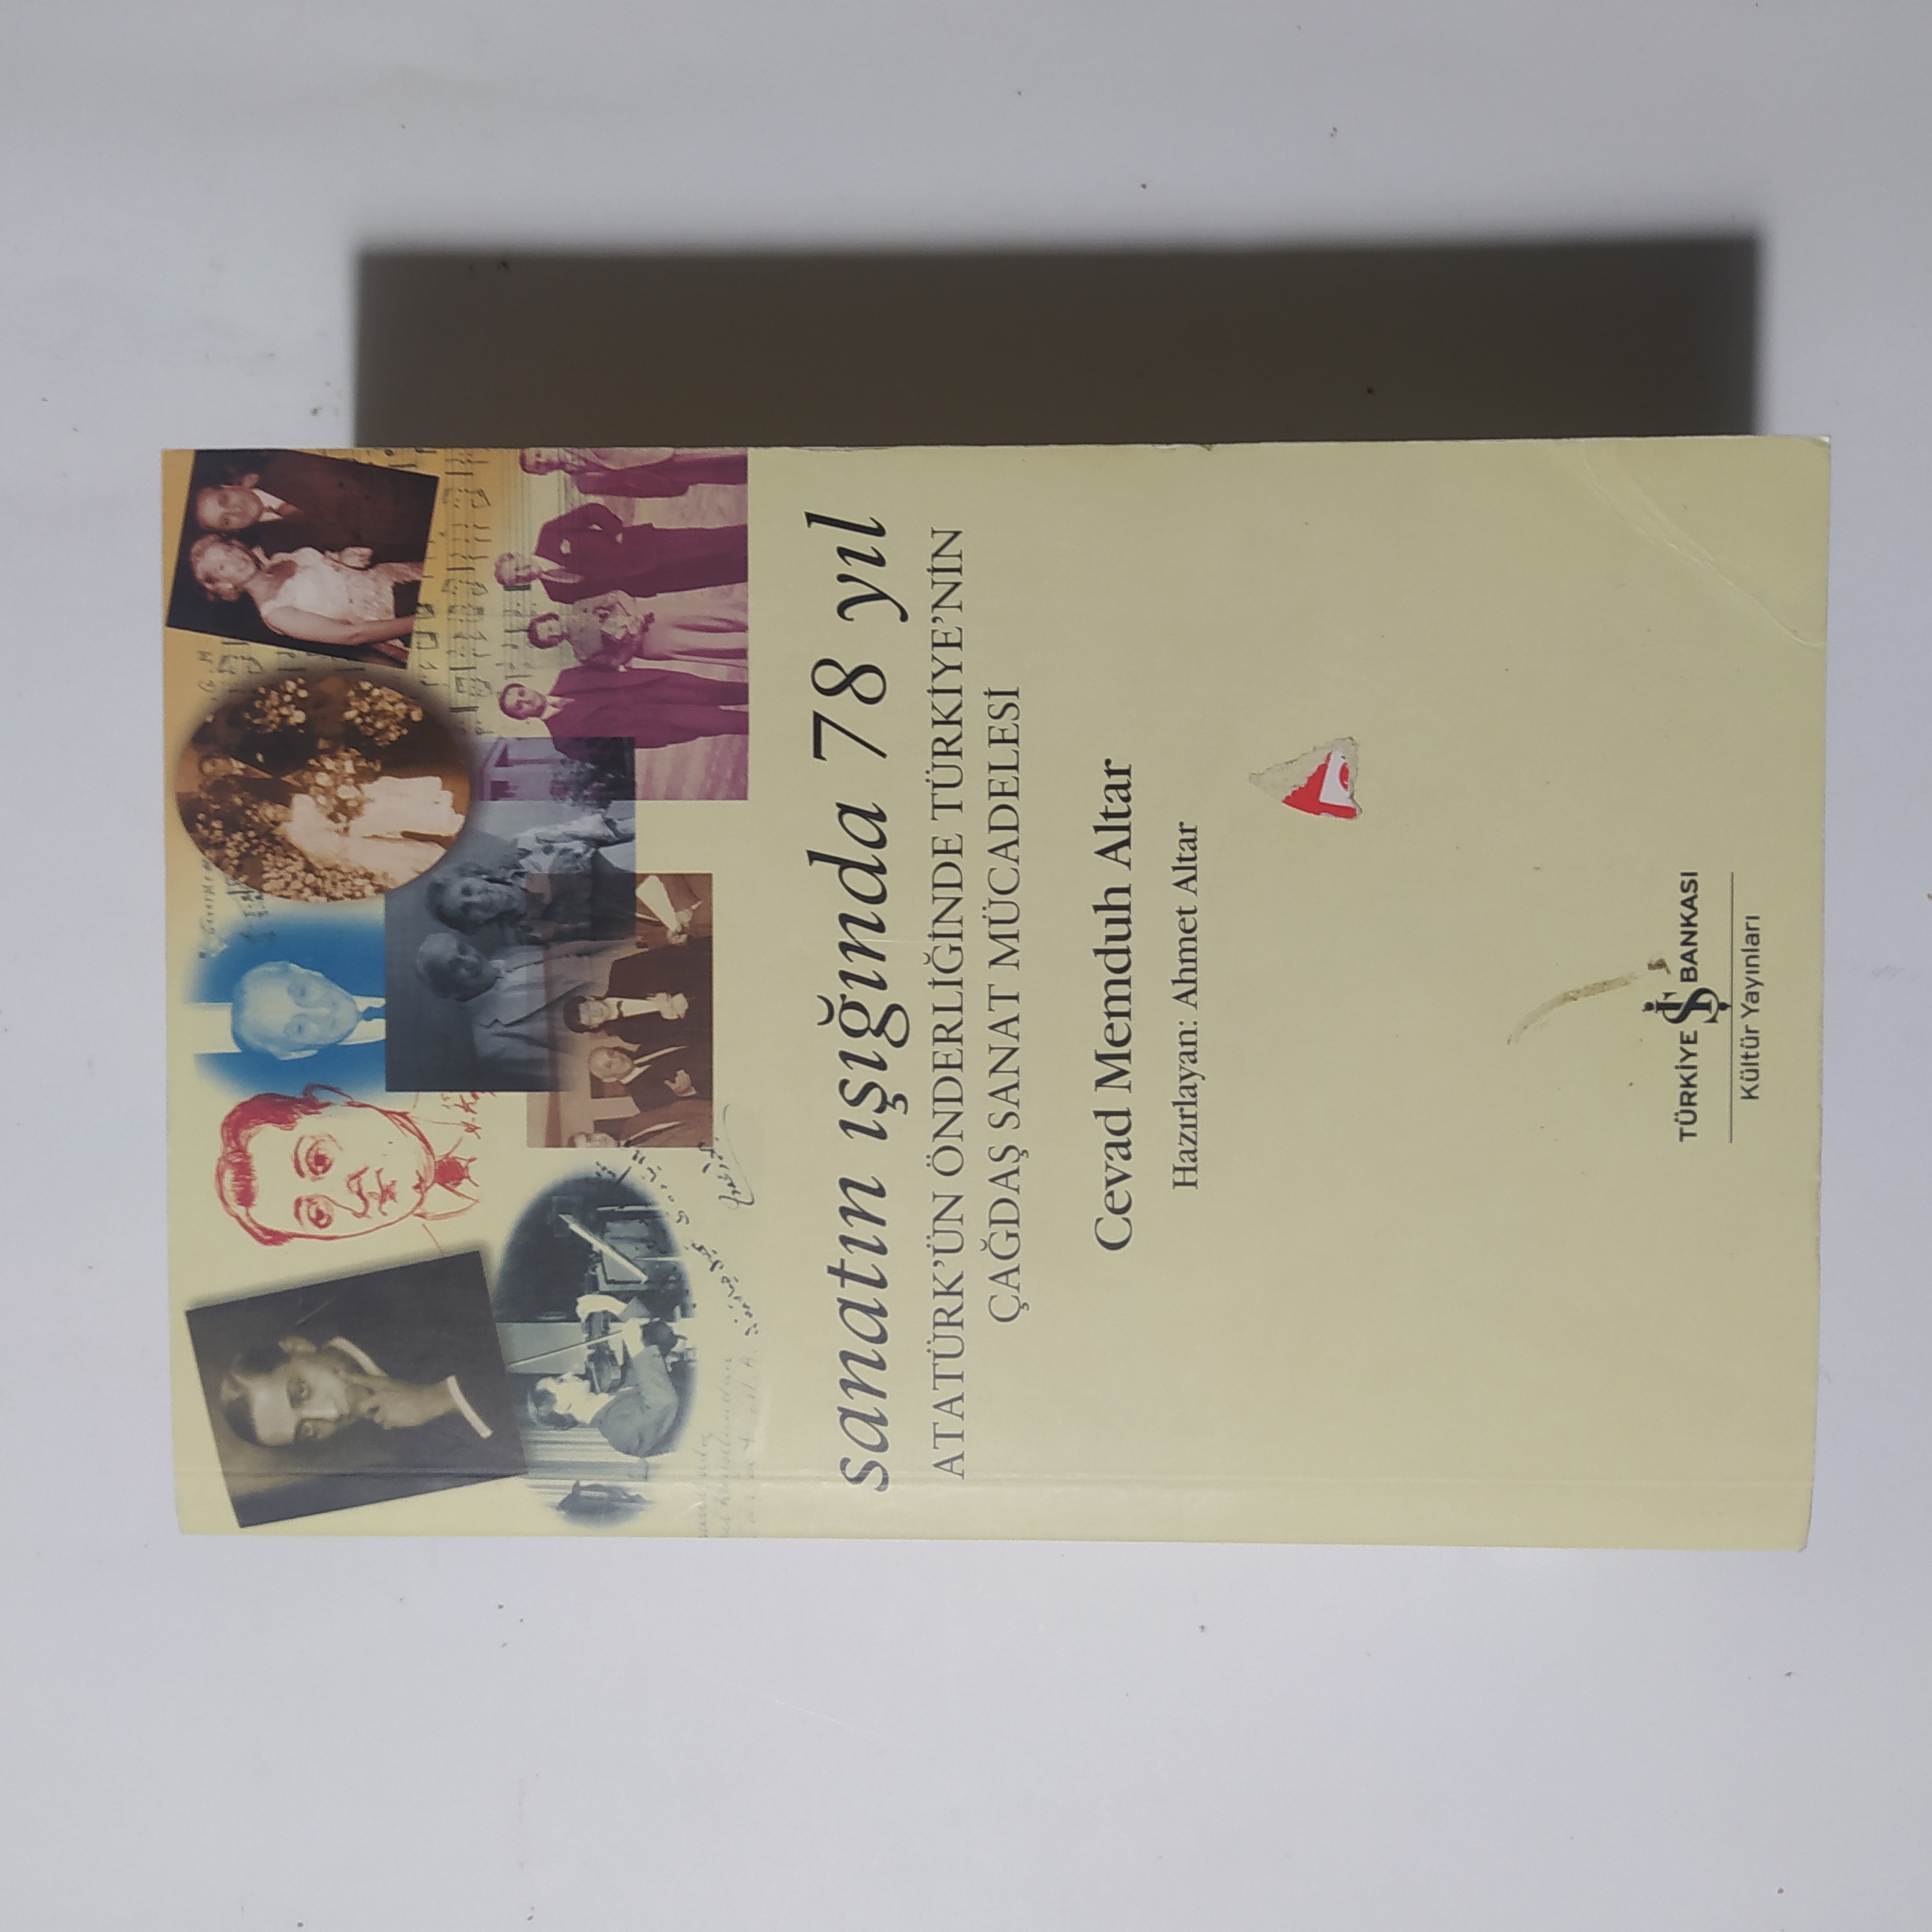 sanatın ışığında 78 yıl
ATATÜRK'ÜN ÖNDERLİĞİNDE TÜRKİYE'NİN
ÇAĞDAŞ SANAT MÜCADELESİ
Cevad Memduh Altar
Hazırlayan: Ahmet Altar
TÜRKİYE İŞ BANKASI
Kültür Yayınları